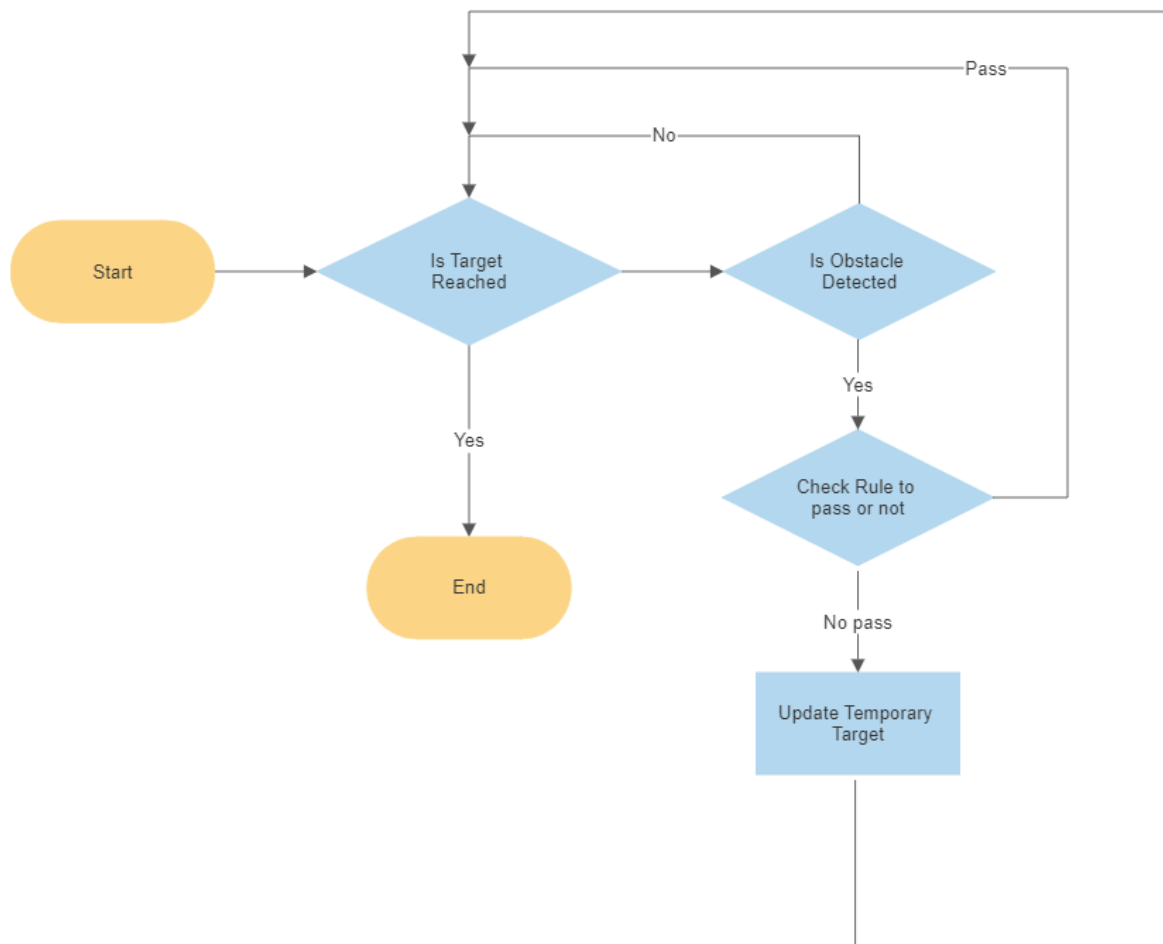 Pass
No
Start
Is Target
Reached
Is Obstacle
Detected
Yes
Yes
Check Rule to
pass or not
End
No pass
Update Temporary
Target